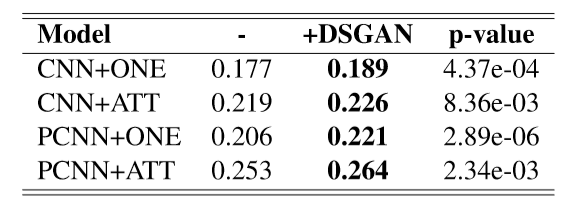 Model - +DSGAN p-value
CNN+ONE 0.177 0.189 4.37e-04
CNN+ATT 0.219 0.226 8.36e-03
PCNN+ONE 0.206 0.221 2.89e-06
PCNN+ATT 0.253 0.264 2.34e-03